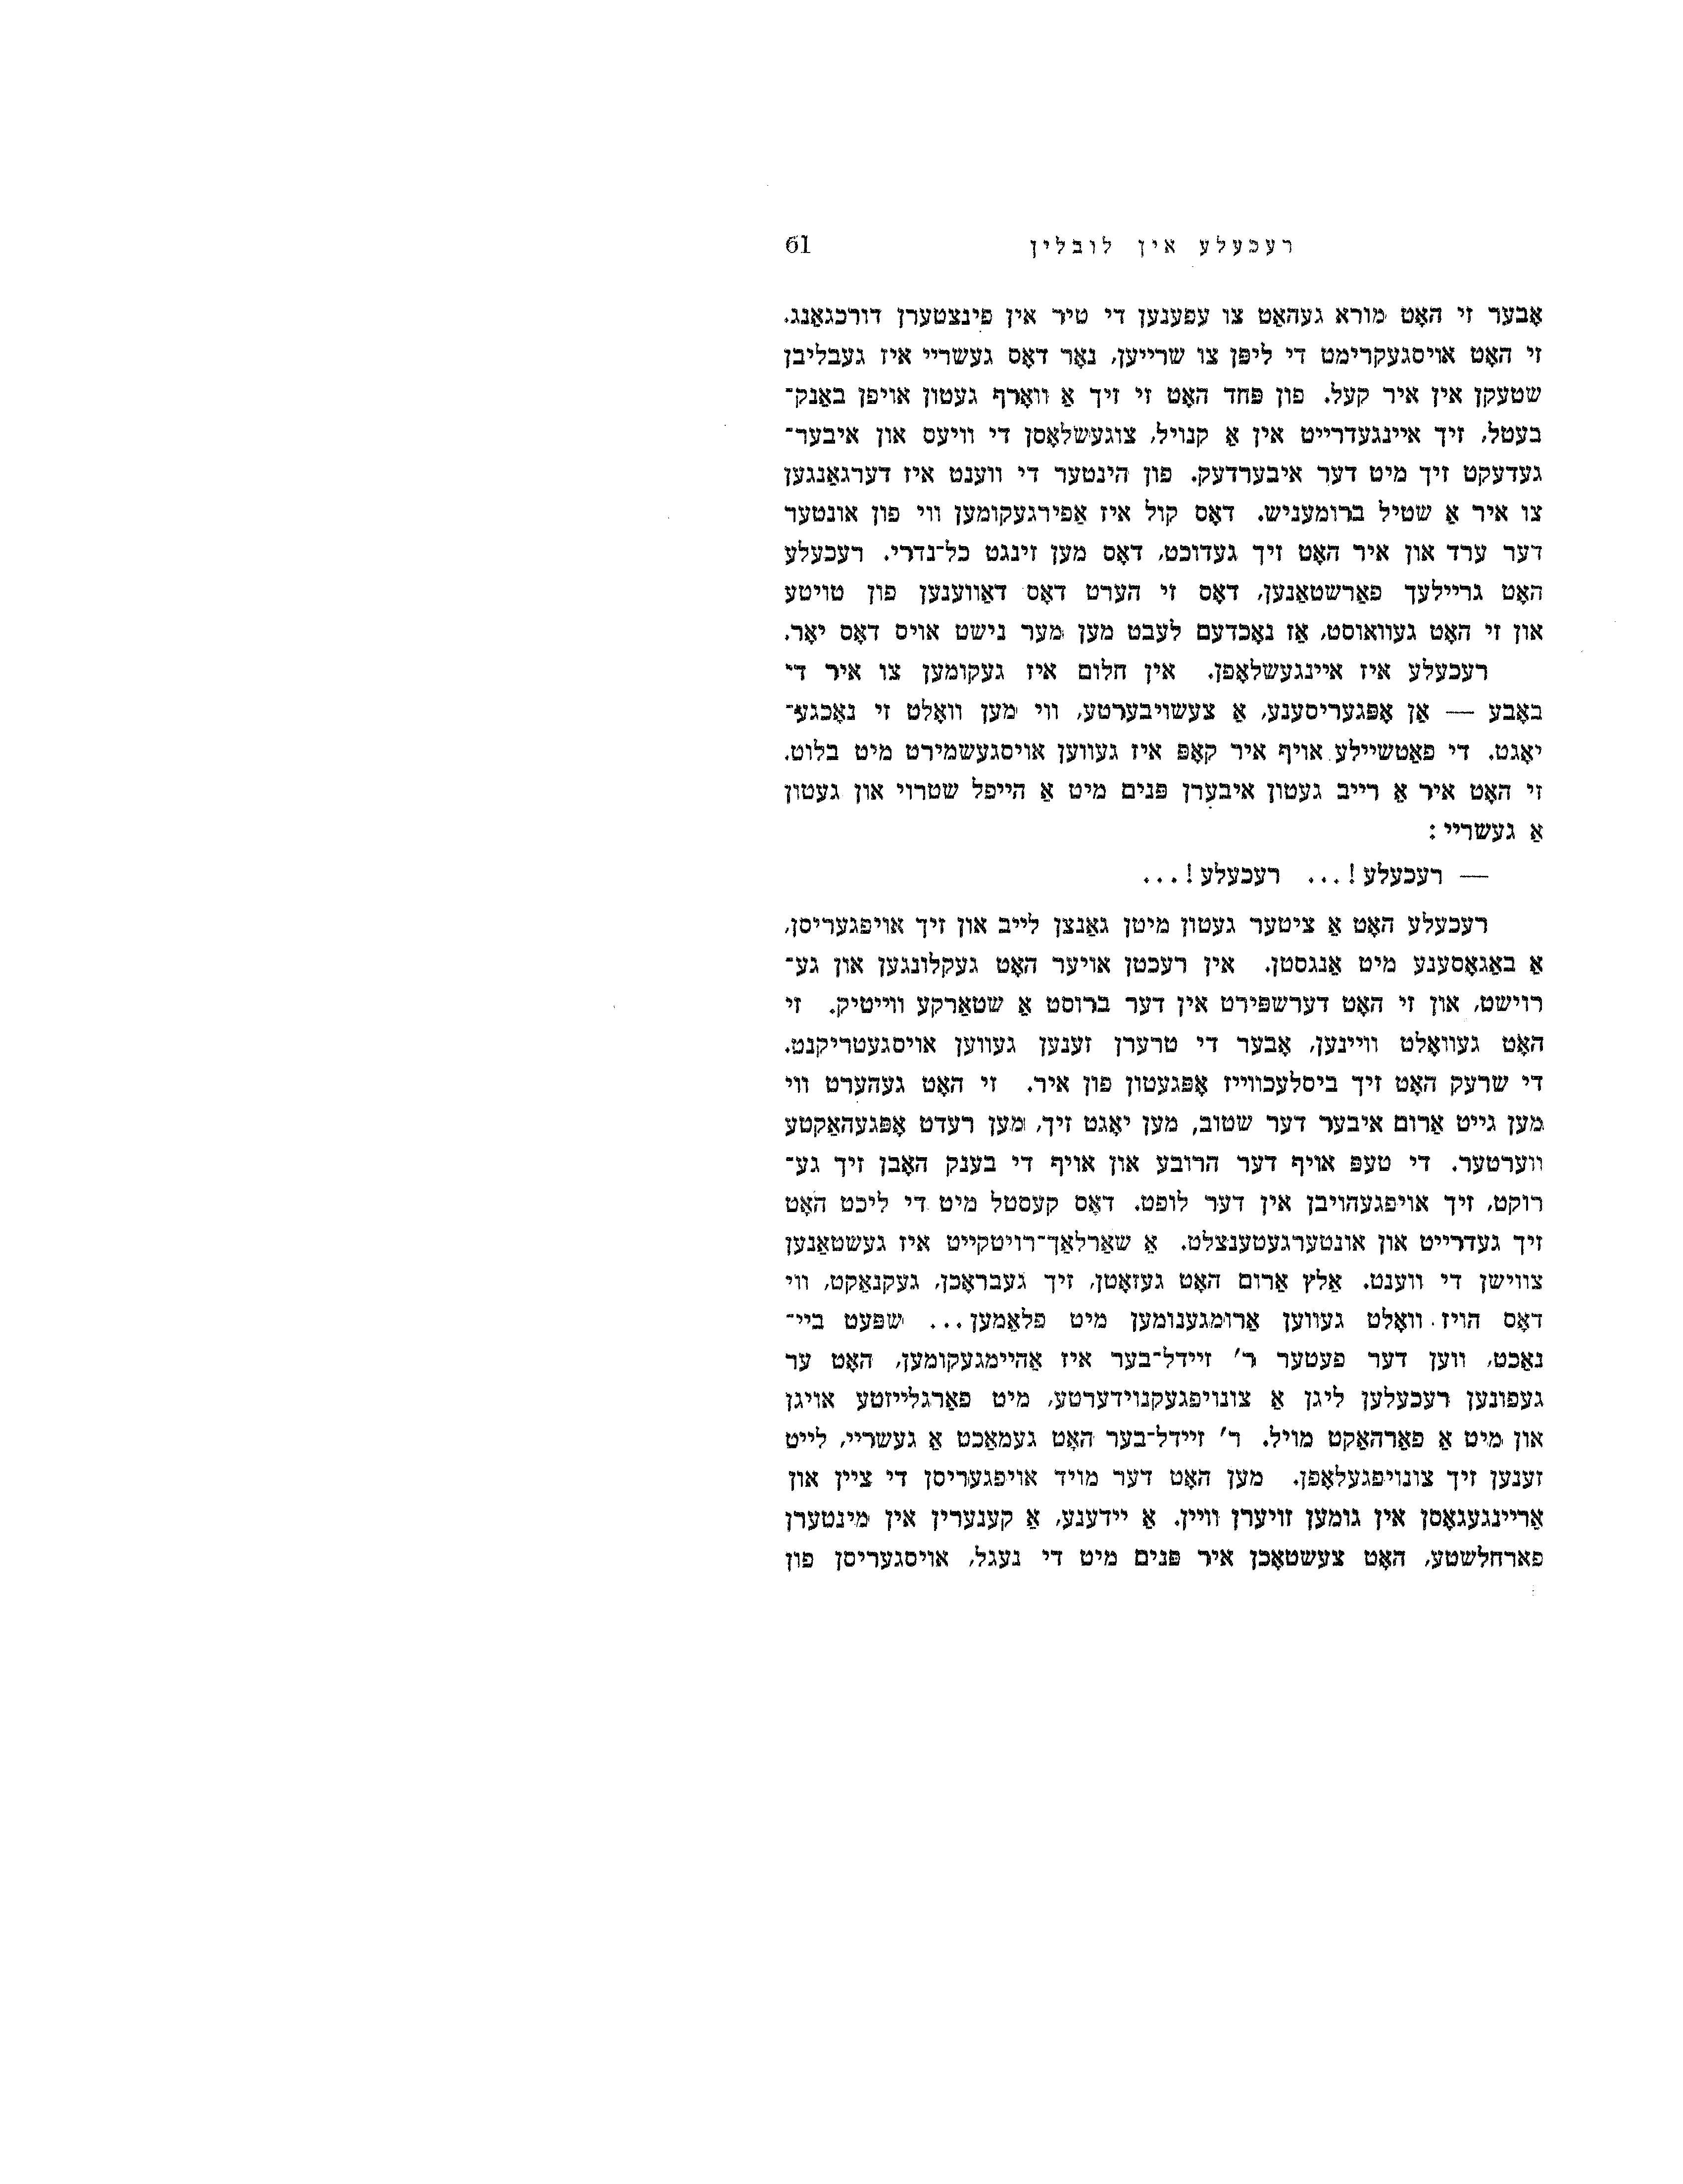 רעכעלע אין לובלין 61
אָבער זי האָט מורא געהאַט צו עפענען די טיר אין פינצטערן דורכגאַנג.
זי האָט אויסגעקרימט די ליפּן צו שרייען, נאָר דאָס געשריי איז געבליבן
שטעקן אין איר קעל. פון פּחד האָט זי זיך אַ וואָרף געטון אויפן באַנק־
בעטל, זיך איינגעדרייט אין אַ קנויל, צוגעשלאָסן די וויעס און איבער־
געדעקט זיך מיט דער איבערדעק. פון הינטער די ווענט איז דערגאַנגען
צו איר אַ שטיל ברומעניש. דאָס קול איז אַפירגעקומען ווי פון אונטער
דער ערד און איר האָט זיך געדוכט, דאָס מען זינגט כל־נדרי. רעכעלע
האָט גריילעך פאַרשטאַנען, דאָס זי הערט דאָס דאַווענען פון טויטע
און זי האָט געוואוסט, אַז נאָכדעם לעבט מען מער נישט אויס דאָס יאָר.
רעכעלע איז איינגעשלאָפן. אין חלום איז געקומען צו איר די
באָבע — אַן אָפּגעריסענע, אַ צעשויבערטע, ווי מען וואָלט זי נאָכגע־
יאָגט. די פאַטשיילע אויף איר קאָפּ איז געווען אויסגעשמירט מיט בלוט.
זי האָט איר אַ רייב געטון איבערן פּנים מיט אַ הייפל שטרוי און געטון
אַ געשריי:
— רעכעלע!... רעכעלע!...
רעכעלע האָט אַ ציטער געטון מיטן גאַנצן לייב און זיך אויפגעריסן,
אַ באַגאָסענע מיט אַנגסטן. אין רעכטן אויער האָט געקלונגען און גע־
רוישט, און זי האָט דערשפּירט אין דער ברוסט אַ שטאַרקע ווייטיק. זי
האָט געוואָלט וויינען, אָבער די טרערן זענען געווען אויסגעטריקנט.
די שרעק האָט זיך ביסלעכווייז אָפּגעטון פון איר. זי האָט געהערט ווי
מען גייט אַרום איבער דער שטוב, מען יאָגט זיך, מען רעדט אָפּגעהאַקטע
ווערטער. די טעפּ אויף דער הרובע און אויף די בענק האָבן זיך גע־
רוקט, זיך אויפגעהויבן אין דער לופט. דאָס קעסטל מיט די ליכט האָט
זיך געדרייט און אונטערגעטענצלט. אַ שאַרלאַך־רויטקייט איז געשטאַנען
צווישן די ווענט. אַלץ אַרום האָט געזאָטן, זיך געבראָכן, געקנאַקט, ווי
דאָס הויז וואָלט געווען אַרומגענומען מיט פלאַמען... שפּעט ביי־
נאַכט, ווען דער פעטער ר' זיידל־בער איז אַהיימגעקומען, האָט ער
געפונען רעכעלען ליגן אַ צונויפגעקנוידערטע, מיט פאַרגלייזטע אויגן
און מיט אַ פאַרהאַקט מויל. ר' זיידל־בער האָט געמאַכט אַ געשריי, לייט
זענען זיך צונויפגעלאָפן. מען האָט דער מויד אויפגעריסן די ציין און
אַריינגעגאָסן אין גומען זויערן וויין. אַ יידענע, אַ קענערין אין מינטערן
פארחלשטע, האָט צעשטאָכן איר פּנים מיט די נעגל, אויסגעריסן פון